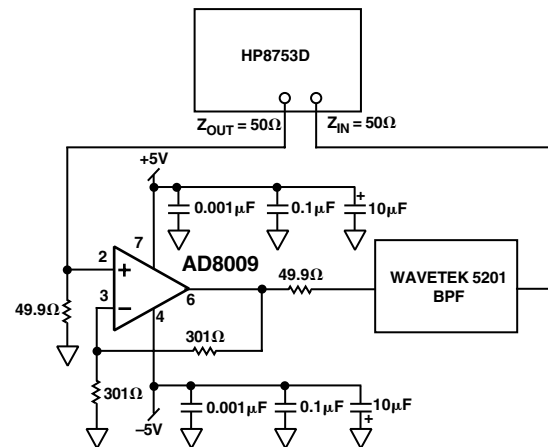 HP8753D
Z_OUT = 50Ω
Z_IN = 50Ω
+5V
+
0.001µF
0.1µF
10µF
7
AD8009
2
+
3
−
6
4
49.9Ω
49.9Ω
WAVETEK 5201
BPF
301Ω
301Ω
0.001µF
0.1µF
10µF
+
–5V